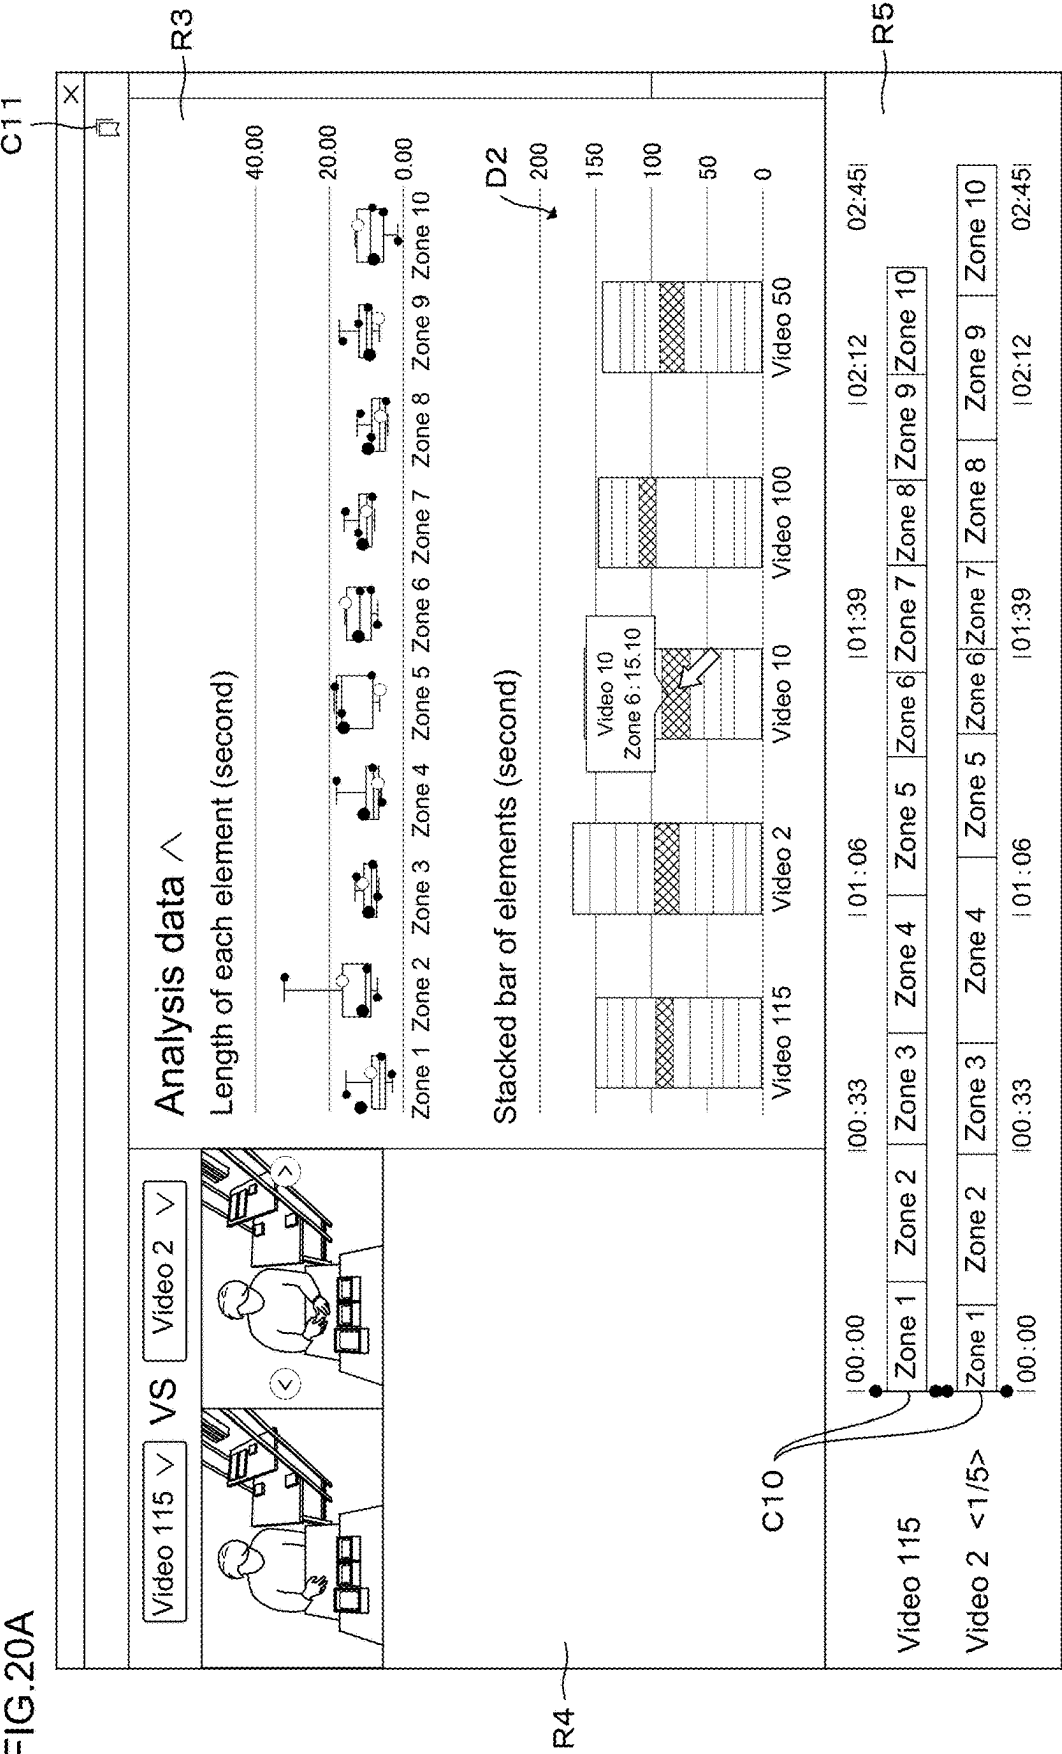 FIG.20A
C11
X
Video 115 ∨ VS Video 2 ∨
< >
R3
Analysis data ∧
Length of each element (second)
40.00
20.00
0.00
Zone 1 Zone 2 Zone 3 Zone 4 Zone 5 Zone 6 Zone 7 Zone 8 Zone 9 Zone 10
Stacked bar of elements (second)
D2
200
150
100
50
0
Video 10
Zone 6 : 15.10
Video 115 Video 2 Video 10 Video 100 Video 50
R4
C10
R5
|00:00 |00:33 |01:06 |01:39 |02:12 02:45|
Video 115 Zone 1 Zone 2 Zone 3 Zone 4 Zone 5 Zone 6 Zone 7 Zone 8 Zone 9 Zone 10
Video 2 <1/5> Zone 1 Zone 2 Zone 3 Zone 4 Zone 5 Zone 6 Zone 7 Zone 8 Zone 9 Zone 10
|00:00 |00:33 |01:06 |01:39 |02:12 02:45|